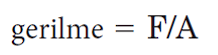 gerilme = F/A